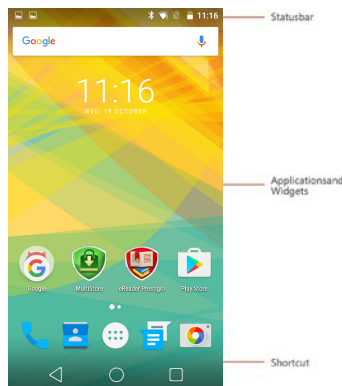 11:16
Statusbar
Google
11:16
WED, 19 OCTOBER
Applicationsand
Widgets
Google MultiStore eReader Prestigio Play Store
Shortcut